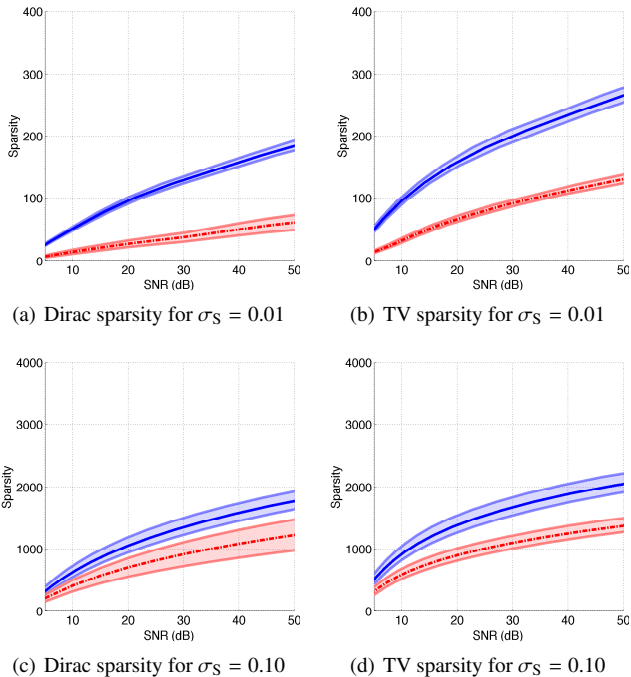 400
300
200
100
0
Sparsity
10 20 30 40 50
SNR (dB)
(a) Dirac sparsity for σS = 0.01
400
300
200
100
0
Sparsity
10 20 30 40 50
SNR (dB)
(b) TV sparsity for σS = 0.01
4000
3000
2000
1000
0
Sparsity
10 20 30 40 50
SNR (dB)
(c) Dirac sparsity for σS = 0.10
4000
3000
2000
1000
0
Sparsity
10 20 30 40 50
SNR (dB)
(d) TV sparsity for σS = 0.10